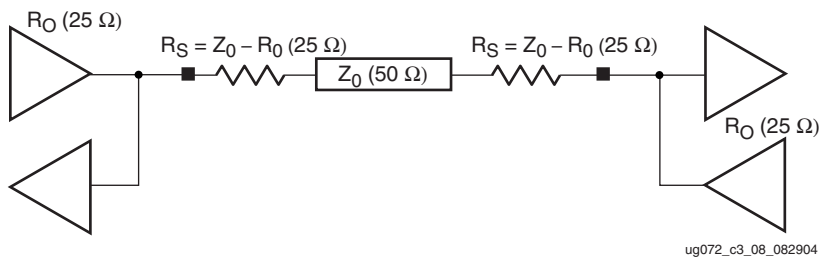 RO (25 Ω)
RS = Z0 – R0 (25 Ω)
RS = Z0 – R0 (25 Ω)
Z0 (50 Ω)
RO (25 Ω)
ug072_c3_08_082904